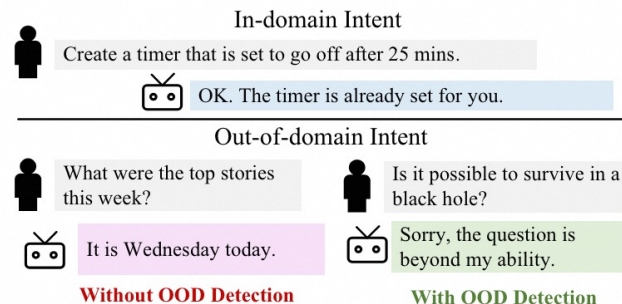 In-domain Intent
Create a timer that is set to go off after 25 mins.
OK. The timer is already set for you.
Out-of-domain Intent
What were the top stories
this week?
It is Wednesday today.
Without OOD Detection
Is it possible to survive in a
black hole?
Sorry, the question is
beyond my ability.
With OOD Detection